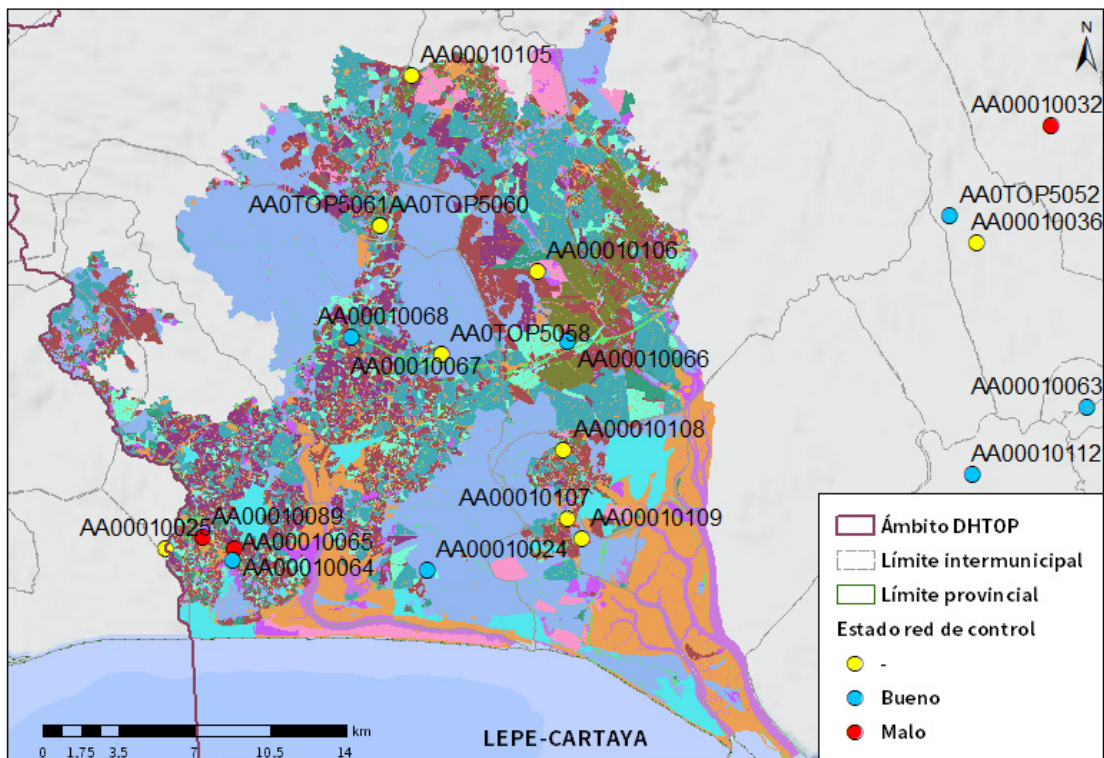 N
AA00010105
AA00010032
AA0TOP5061
AA0TOP5060
AA0TOP5052
AA00010036
AA00010106
AA00010068
AA0TOP5058
AA00010067
AA00010066
AA00010063
AA00010108
AA00010112
AA00010107
AA00010109
AA00010089
AA00010025
AA00010065
AA00010024
AA00010064
Ámbito DHTOP
Límite intermunicipal
Límite provincial
Estado red de control
-
Bueno
Malo
km
0 1.75 3.5 7 10.5 14
LEPE-CARTAYA